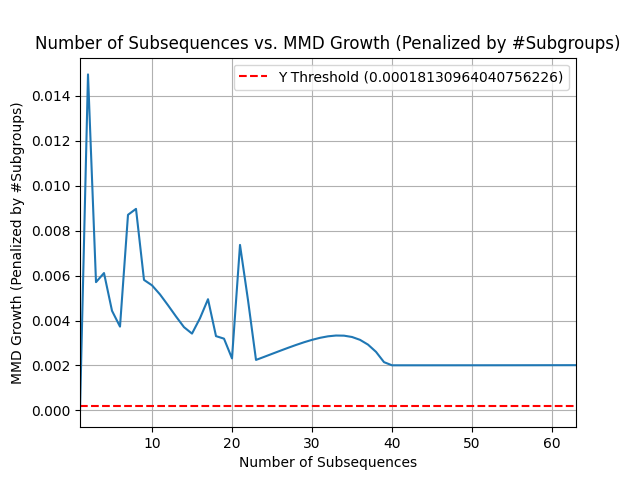 Number of Subsequences vs. MMD Growth (Penalized by #Subgroups)
Y Threshold (0.00018130964040756226)
MMD Growth (Penalized by #Subgroups)
0.014
0.012
0.010
0.008
0.006
0.004
0.002
0.000
10 20 30 40 50 60
Number of Subsequences